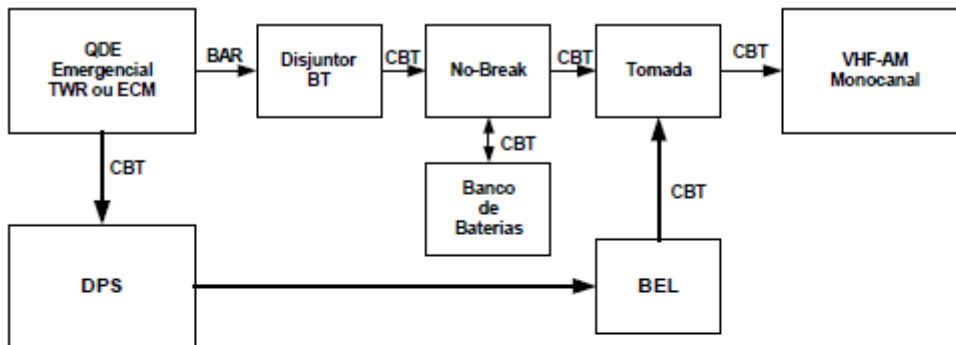 QDE
Emergencial
TWR ou ECM
BAR
Disjuntor
BT
CBT
No-Break
CBT
Tomada
CBT
VHF-AM
Monocanal
CBT
CBT
Banco
de
Baterias
CBT
DPS
BEL